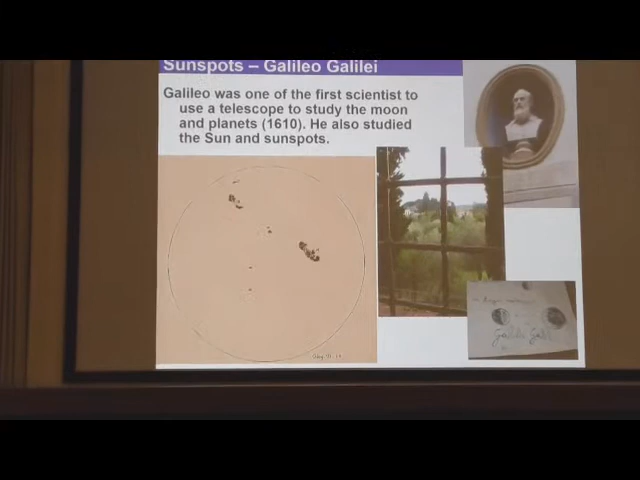 Sunspots – Galileo Galilei
Galileo was one of the first scientist to
use a telescope to study the moon
and planets (1610). He also studied
the Sun and sunspots.